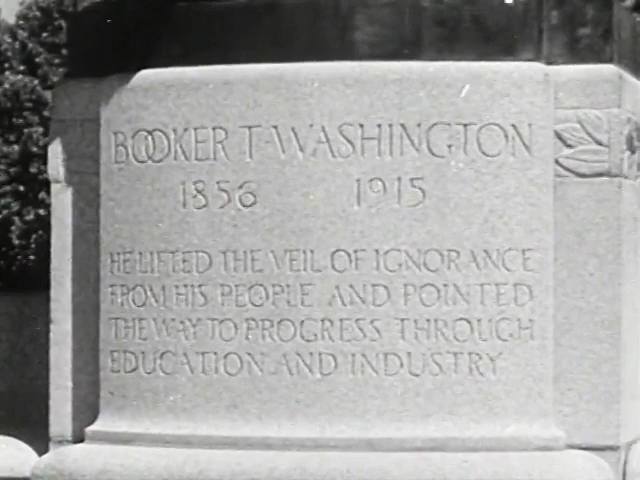 BOOKER T·WASHINGTON
1856 1915
HE LIFTED THE VEIL OF IGNORANCE
FROM HIS PEOPLE AND POINTED
THE WAY TO PROGRESS THROUGH
EDUCATION AND INDUSTRY